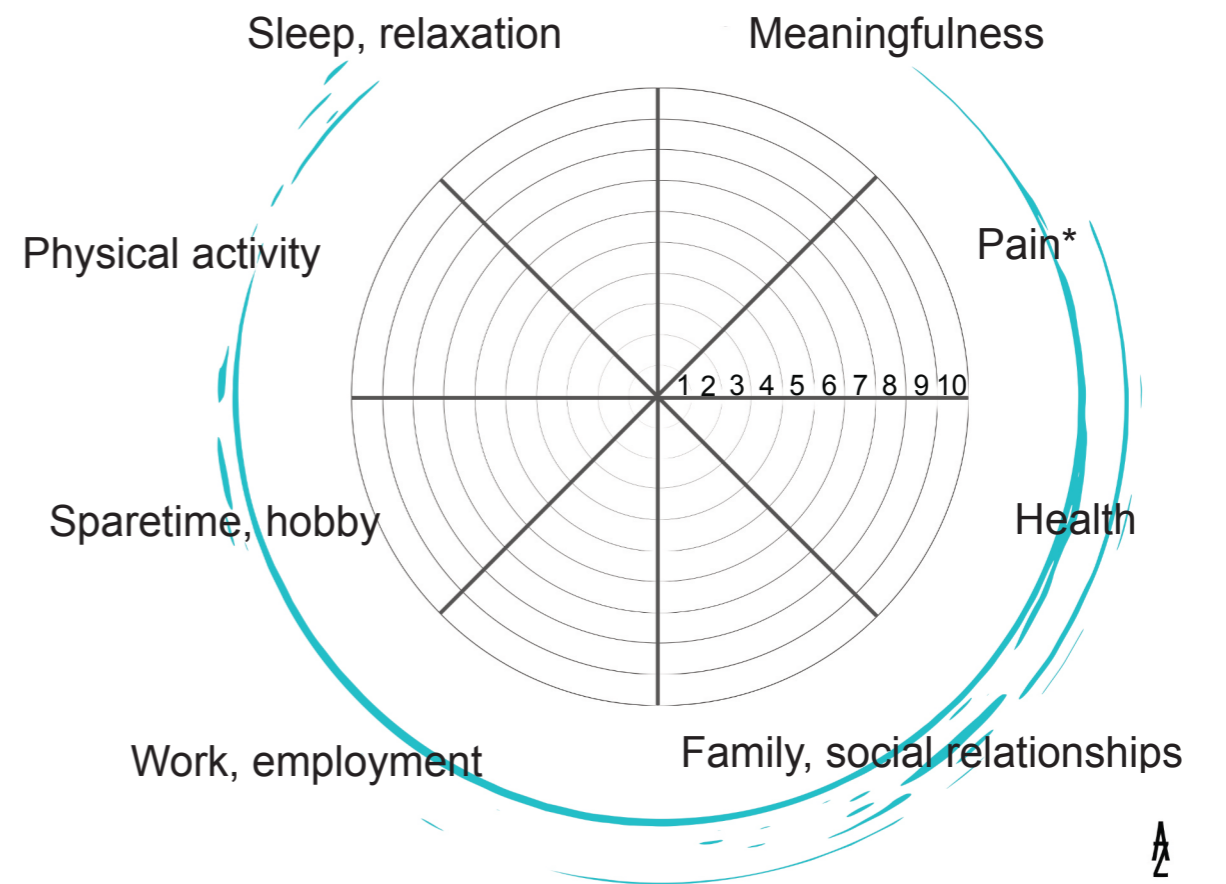 Sleep, relaxation
Meaningfulness
Physical activity
Pain*
1 2 3 4 5 6 7 8 9 10
Sparetime, hobby
Health
Work, employment
Family, social relationships